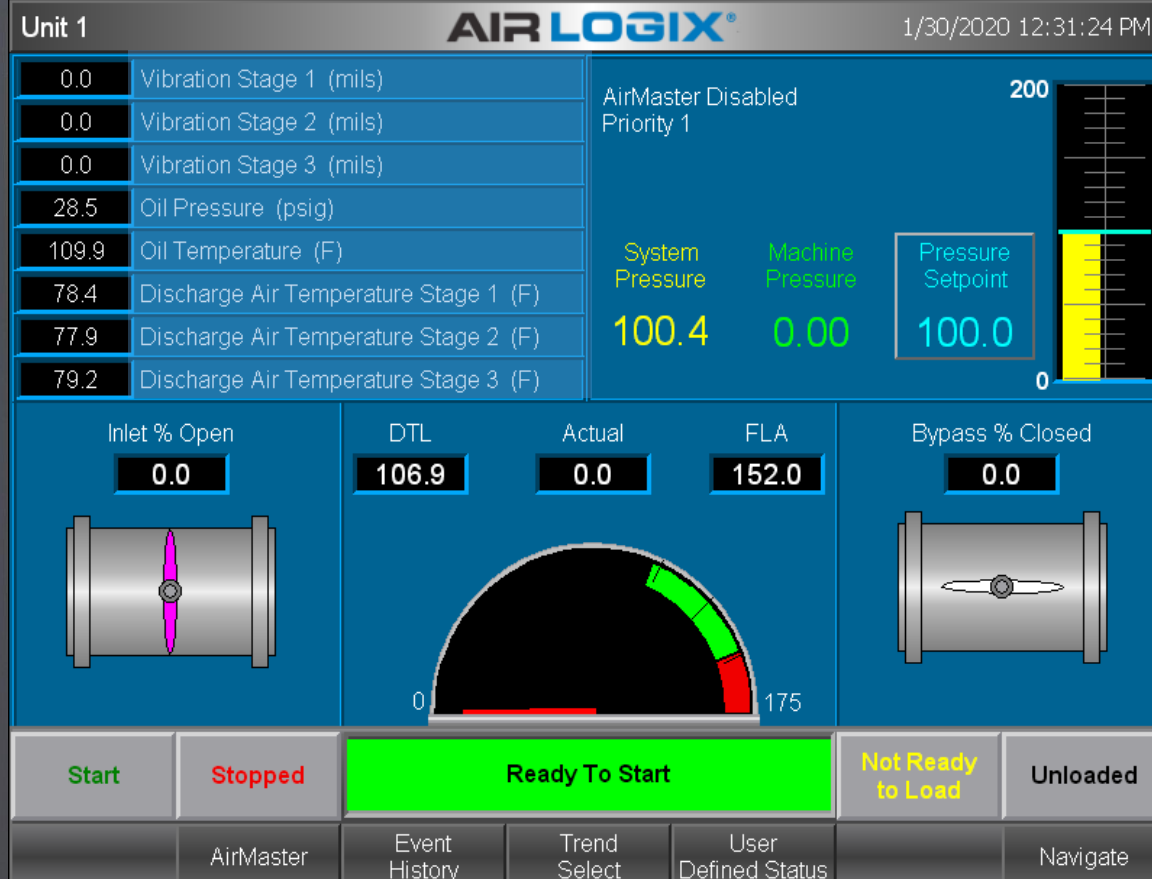 Unit 1
AIRLOGIX®
1/30/2020 12:31:24 PM
0.0 Vibration Stage 1 (mils)
0.0 Vibration Stage 2 (mils)
0.0 Vibration Stage 3 (mils)
28.5 Oil Pressure (psig)
109.9 Oil Temperature (F)
78.4 Discharge Air Temperature Stage 1 (F)
77.9 Discharge Air Temperature Stage 2 (F)
79.2 Discharge Air Temperature Stage 3 (F)
AirMaster Disabled
Priority 1
System
Pressure
100.4
Machine
Pressure
0.00
Pressure
Setpoint
100.0
200
0
Inlet % Open
0.0
DTL
106.9
Actual
0.0
FLA
152.0
0
175
Bypass % Closed
0.0
Start
Stopped
Ready To Start
Not Ready
to Load
Unloaded
AirMaster
Event
History
Trend
Select
User
Defined Status
Navigate